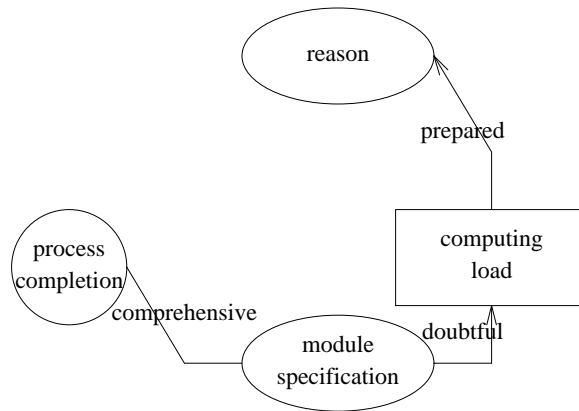 reason
prepared
process
completion
computing
load
comprehensive
doubtful
module
specification